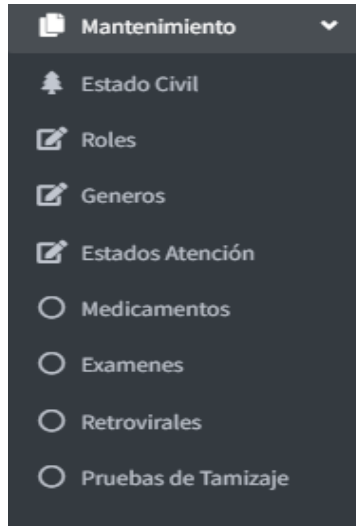 Mantenimiento
Estado Civil
Roles
Generos
Estados Atención
Medicamentos
Examenes
Retrovirales
Pruebas de Tamizaje